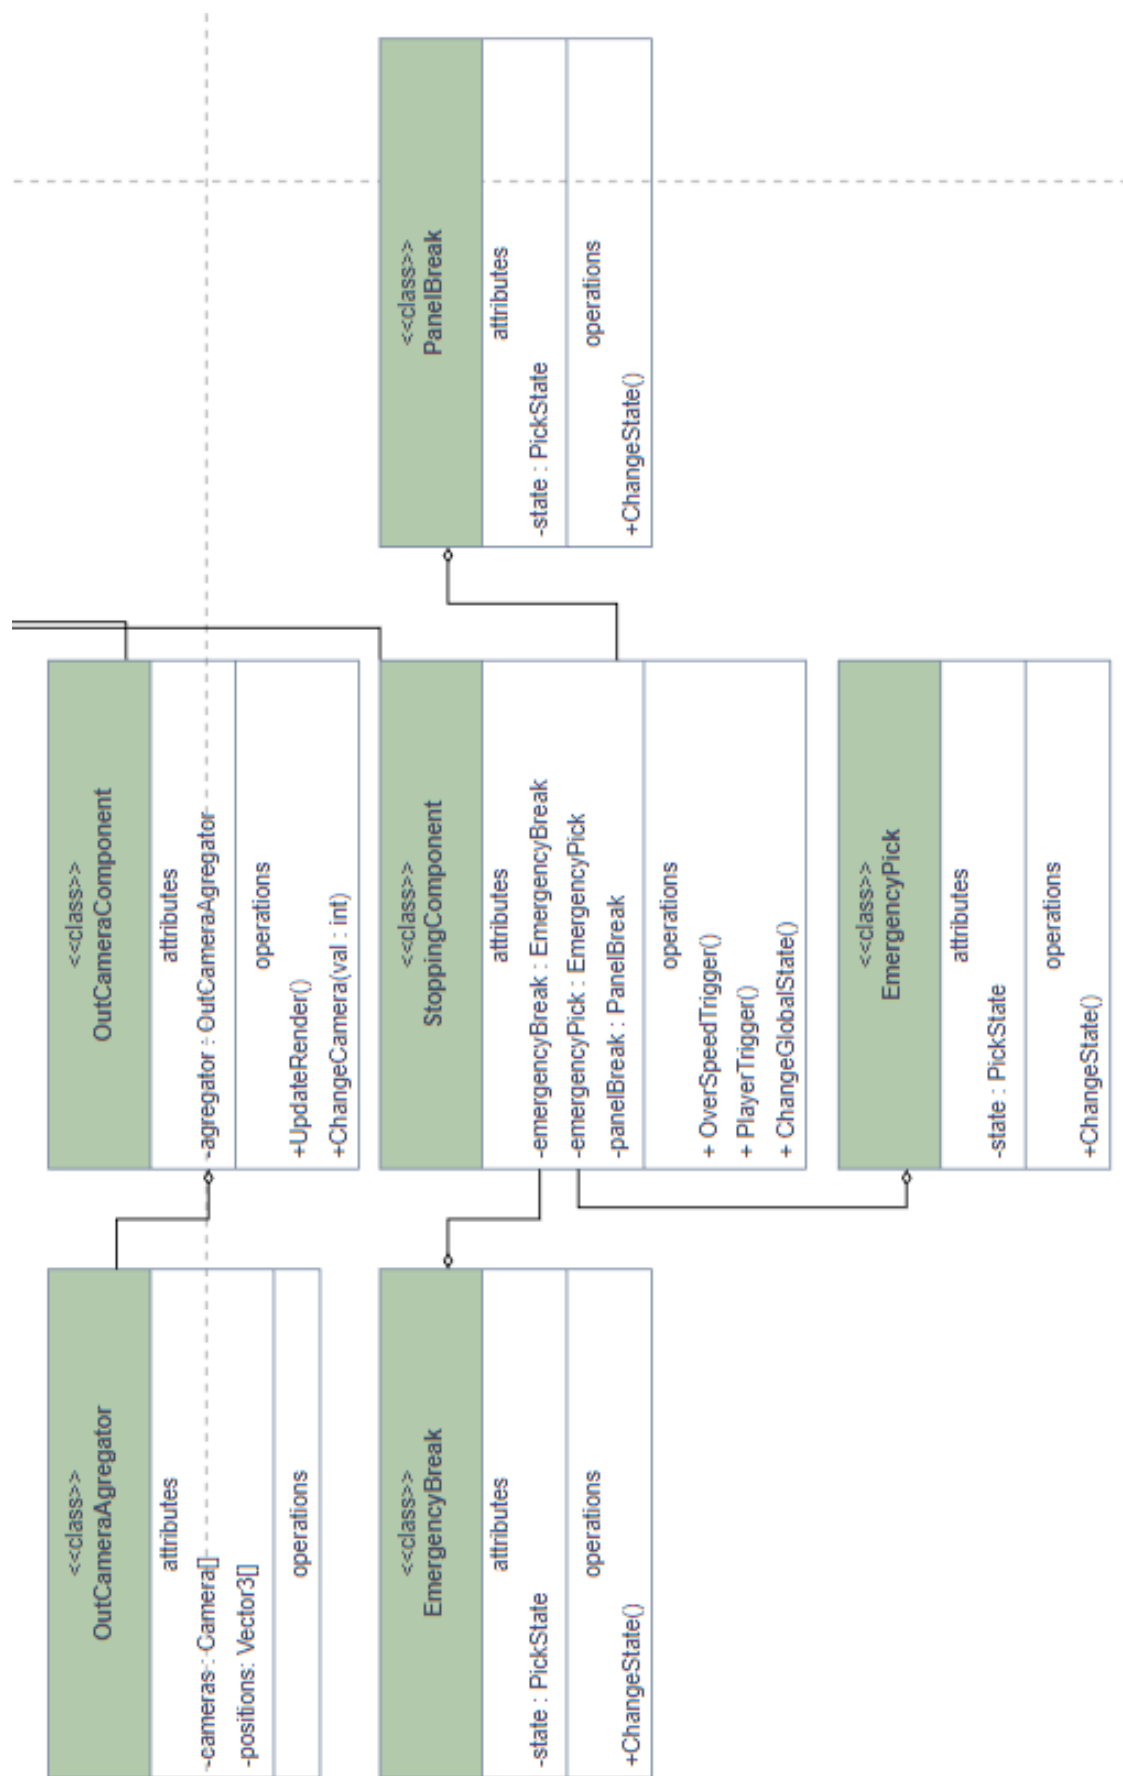 <<class>>
OutCameraAgregator
attributes
-cameras : Camera[]
-positions: Vector3[]
operations
<<class>>
OutCameraComponent
attributes
-agregator : OutCameraAgregator
operations
+UpdateRender()
+ChangeCamera(val : int)
<<class>>
EmergencyBreak
attributes
-state : PickState
operations
+ChangeState()
<<class>>
StoppingComponent
attributes
-emergencyBreak : EmergencyBreak
-emergencyPick : EmergencyPick
-panelBreak : PanelBreak
operations
+ OverSpeedTrigger()
+ PlayerTrigger()
+ ChangeGlobalState()
<<class>>
PanelBreak
attributes
-state : PickState
operations
+ChangeState()
<<class>>
EmergencyPick
attributes
-state : PickState
operations
+ChangeState()